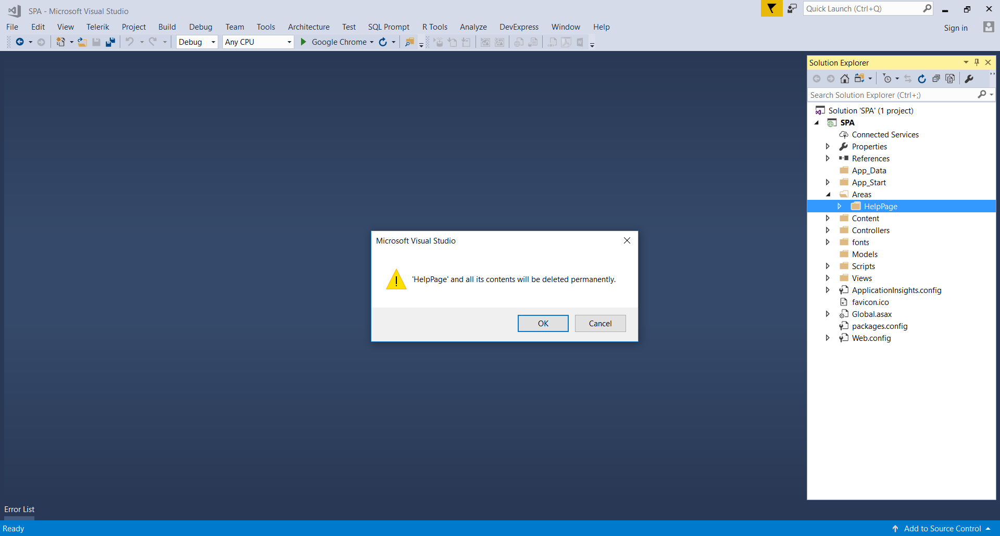 SPA - Microsoft Visual Studio
Quick Launch (Ctrl+Q)
File Edit View Telerik Project Build Debug Team Tools Architecture Test SQL Prompt R Tools Analyze DevExpress Window Help
Sign in
Debug Any CPU Google Chrome
Solution Explorer
Search Solution Explorer (Ctrl+;)
Solution 'SPA' (1 project)
SPA
Connected Services
Properties
References
App_Data
App_Start
Areas
HelpPage
Content
Controllers
fonts
Models
Scripts
Views
ApplicationInsights.config
favicon.ico
Global.asax
packages.config
Web.config
Microsoft Visual Studio
'HelpPage' and all its contents will be deleted permanently.
OK Cancel
Error List
Ready
Add to Source Control